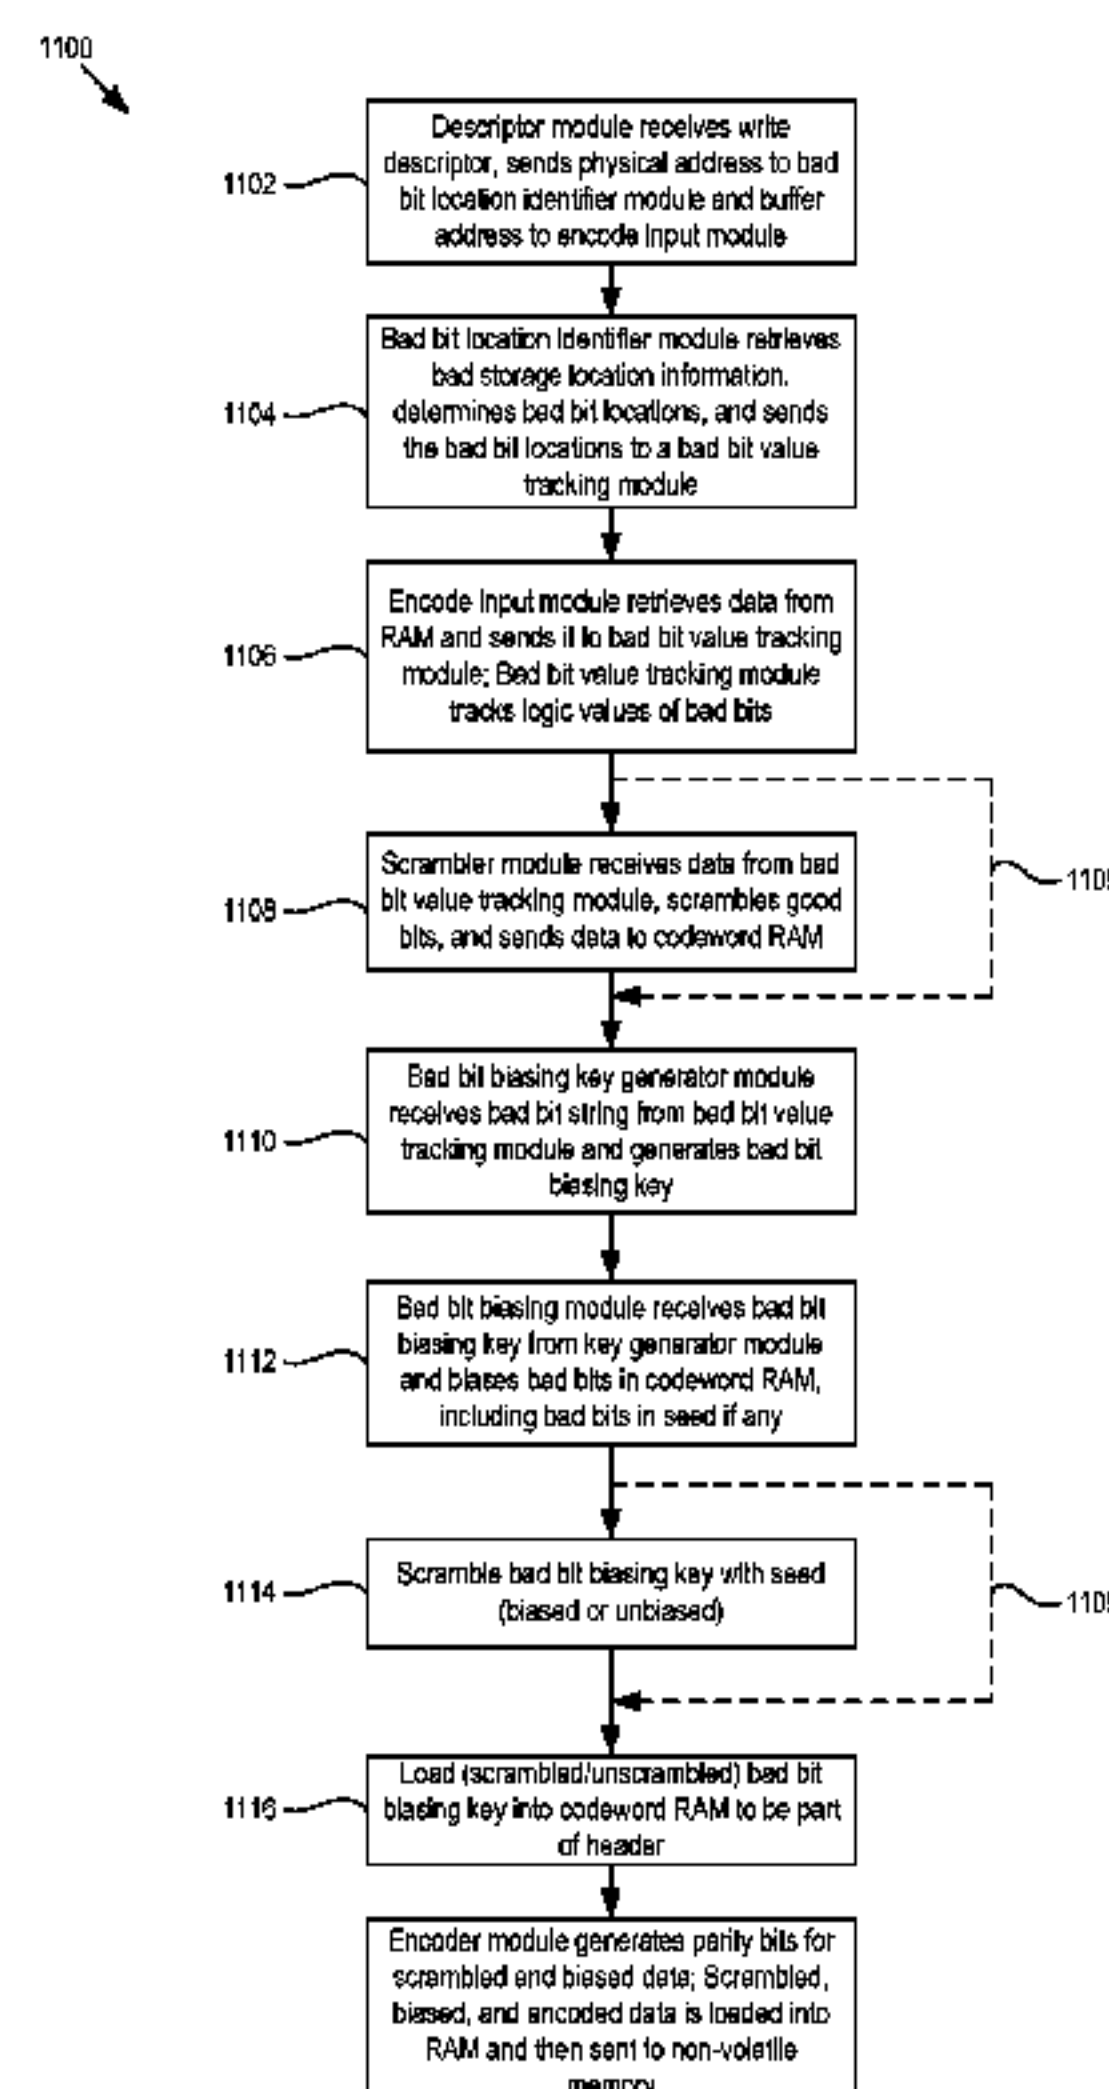 1100
1102
Descriptor module receives write
descriptor, sends physical address to bad
bit location identifier module and buffer
address to encode input module
1104
Bad bit location identifier module retrieves
bad storage location information,
determines bad bit locations, and sends
the bad bit locations to a bad bit value
tracking module
1106
Encode input module retrieves data from
RAM and sends it to bad bit value tracking
module; Bad bit value tracking module
tracks logic values of bad bits
1108
Scrambler module receives data from bad
bit value tracking module, scrambles good
bits, and sends data to codeword RAM
1110
Bad bit biasing key generator module
receives bad bit string from bad bit value
tracking module and generates bad bit
biasing key
1112
Bad bit biasing module receives bad bit
biasing key from key generator module
and biases bad bits in codeword RAM,
including bad bits in seed if any
1114
Scramble bad bit biasing key with seed
(biased or unbiased)
1116
Load (scrambled/unscrambled) bad bit
biasing key into codeword RAM to be part
of header
Encoder module generates parity bits for
scrambled and biased data; Scrambled,
biased, and encoded data is loaded into
RAM and then sent to non-volatile
memory